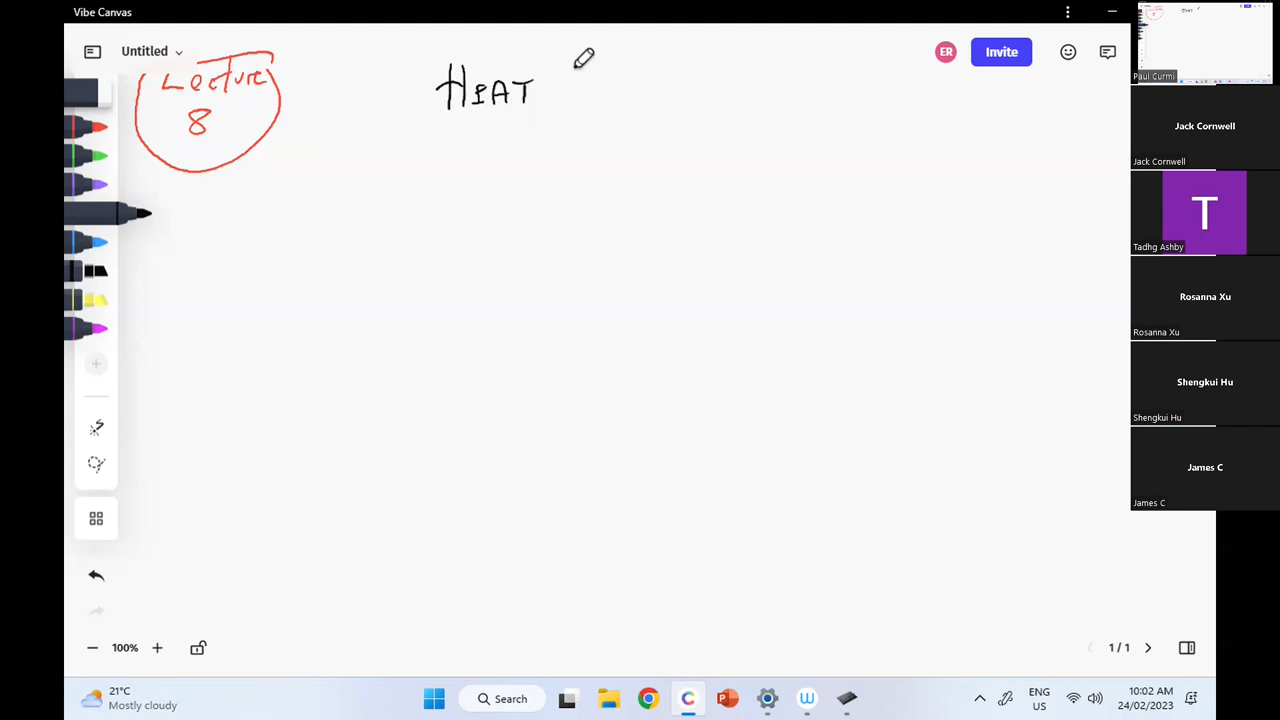 Vibe Canvas
Untitled
ER
Invite
Lecture
8
HEAT
Paul Curmi
Jack Cornwell
Jack Cornwell
T
Tadhg Ashby
Rosanna Xu
Rosanna Xu
Shengkui Hu
Shengkui Hu
James C
James C
100%
1 / 1
21°C
Mostly cloudy
Search
ENG
US
10:02 AM
24/02/2023